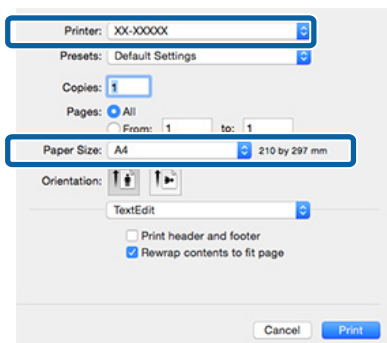 Printer: XX-XXXXX
Presets: Default Settings
Copies: 1
Pages: All
From: 1 to: 1
Paper Size: A4 210 by 297 mm
Orientation:
TextEdit
Print header and footer
Rewrap contents to fit page
Cancel Print